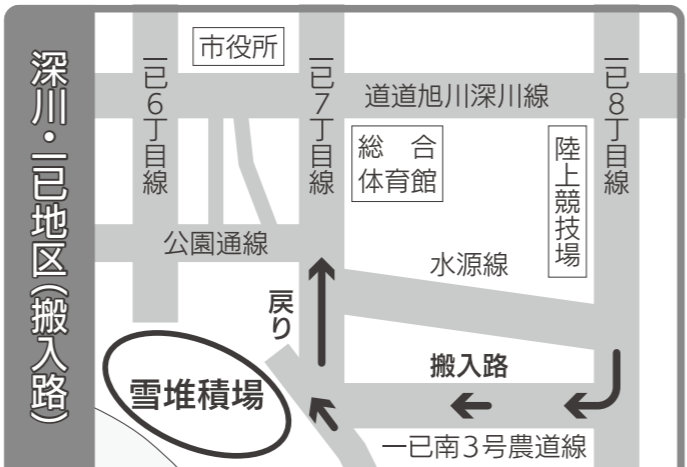 深川・一已地区(搬入路)
市役所
一已6丁目線
一已7丁目線
一已8丁目線
道道旭川深川線
総　合
体育館
陸上競技場
公園通線
水源線
戻り
搬入路
雪堆積場
一已南3号農道線